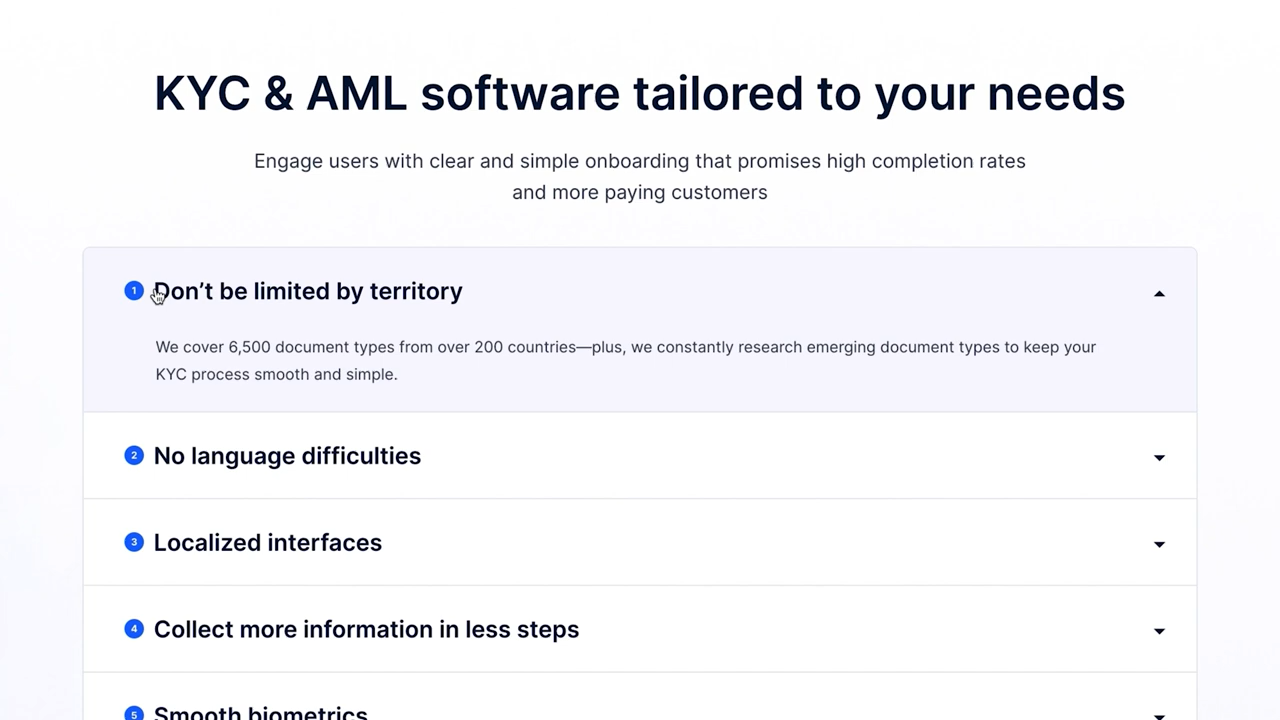 KYC & AML software tailored to your needs
Engage users with clear and simple onboarding that promises high completion rates
and more paying customers
1 Don’t be limited by territory
We cover 6,500 document types from over 200 countries—plus, we constantly research emerging document types to keep your
KYC process smooth and simple.
2 No language difficulties
3 Localized interfaces
4 Collect more information in less steps
5 Smooth biometrics